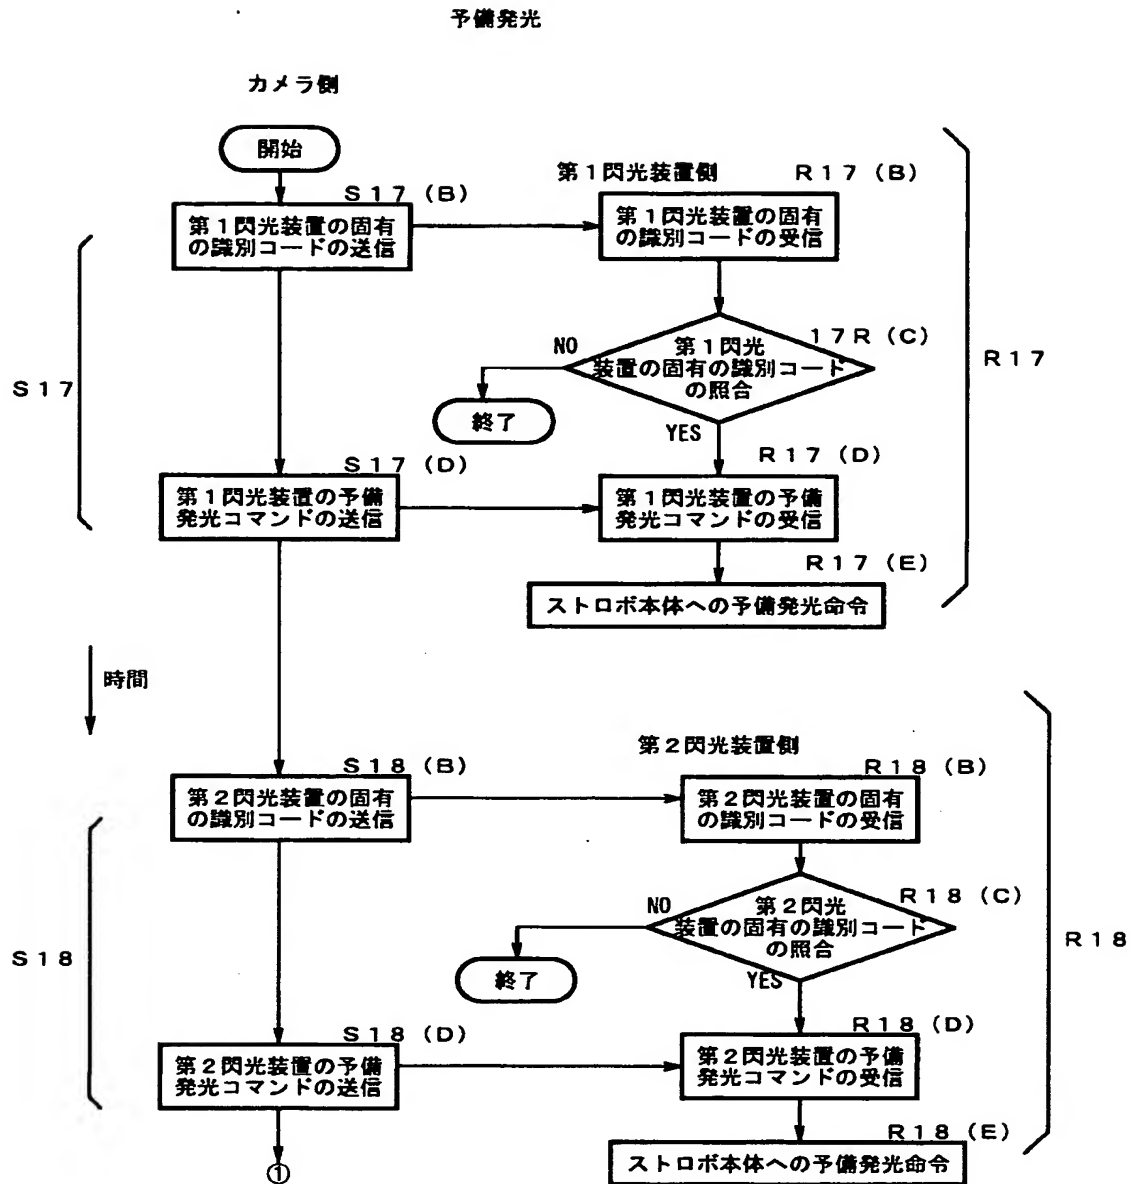 予備発光
カメラ側
開始
S17(B)
第1閃光装置の固有
の識別コードの送信
第1閃光装置側
R17(B)
第1閃光装置の固有
の識別コードの受信
17R(C)
第1閃光
装置の固有の識別コード
の照合
NO
終了
YES
S17
R17
S17(D)
第1閃光装置の予備
発光コマンドの送信
R17(D)
第1閃光装置の予備
発光コマンドの受信
R17(E)
ストロボ本体への予備発光命令
時間
S18(B)
第2閃光装置の固有
の識別コードの送信
第2閃光装置側
R18(B)
第2閃光装置の固有
の識別コードの受信
R18(C)
第2閃光
装置の固有の識別コード
の照合
NO
終了
YES
S18
R18
S18(D)
第2閃光装置の予備
発光コマンドの送信
R18(D)
第2閃光装置の予備
発光コマンドの受信
R18(E)
ストロボ本体への予備発光命令
①